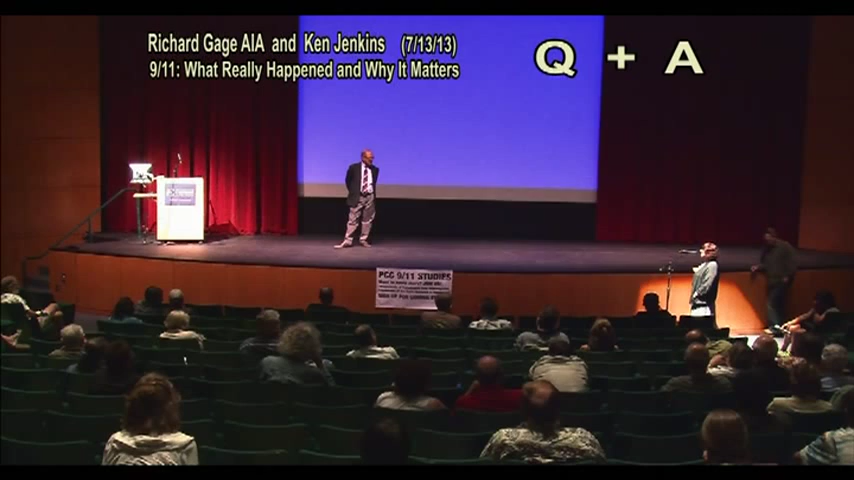 Richard Gage AIA and Ken Jenkins (7/13/13)
9/11: What Really Happened and Why It Matters
Q + A
PCC 9/11 STUDIES